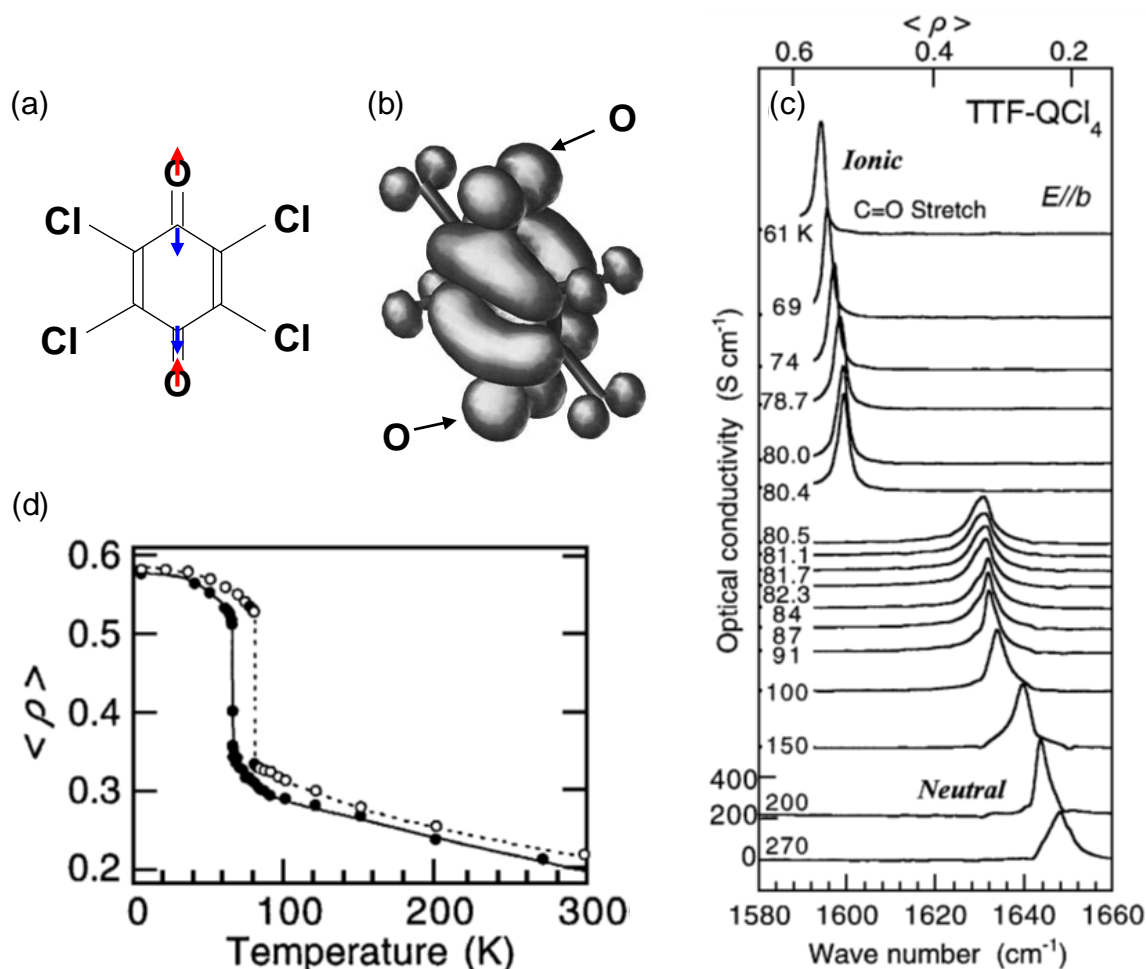 (a)
O
Cl
Cl
Cl
Cl
O
(b)
O
O
(c)
< ρ >
0.6
0.4
0.2
TTF-QCl4
Ionic
E//b
C=O Stretch
61 K
69
74
78.7
80.0
80.4
80.5
81.1
81.7
82.3
84
87
91
100
150
400
Neutral
200
200
0
270
Optical conductivity (S cm-1)
1580
1600
1620
1640
1660
Wave number (cm-1)
(d)
0.6
0.5
0.4
0.3
0.2
< ρ >
0
100
200
300
Temperature (K)